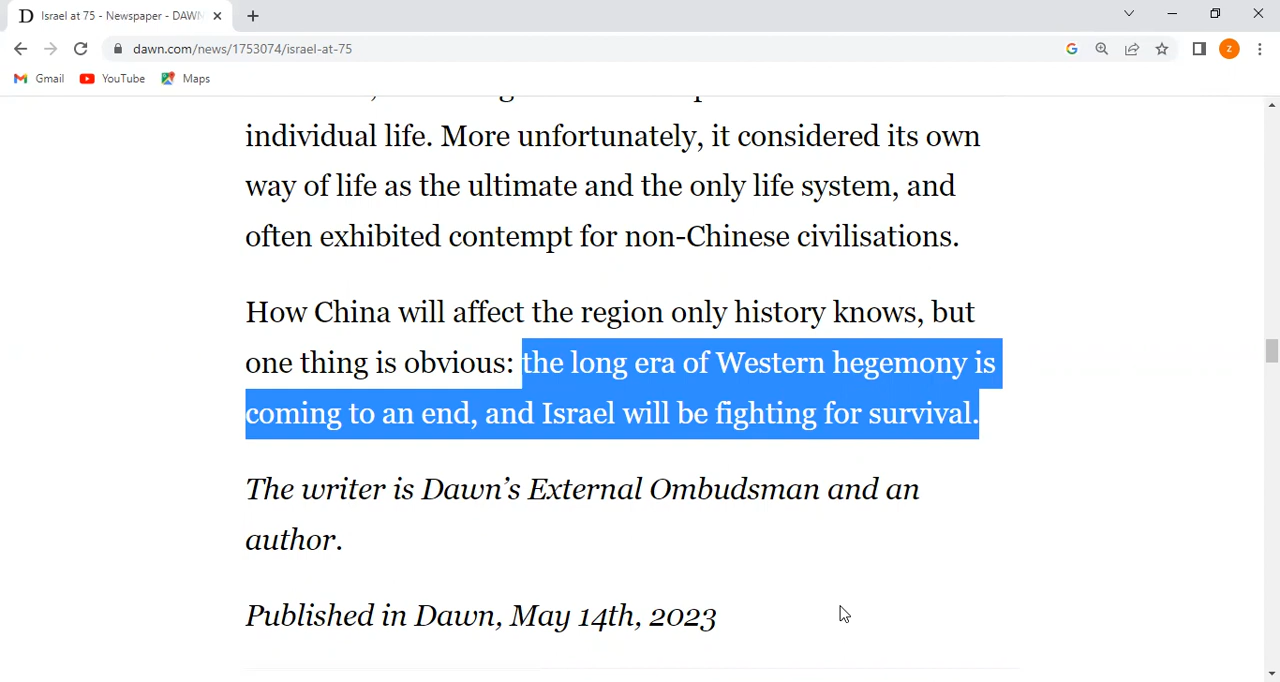 D Israel at 75 - Newspaper - DAWN
dawn.com/news/1753074/israel-at-75
Z
Gmail YouTube Maps
individual life. More unfortunately, it considered its own
way of life as the ultimate and the only life system, and
often exhibited contempt for non-Chinese civilisations.
How China will affect the region only history knows, but
one thing is obvious: the long era of Western hegemony is
coming to an end, and Israel will be fighting for survival.
The writer is Dawn’s External Ombudsman and an
author.
Published in Dawn, May 14th, 2023